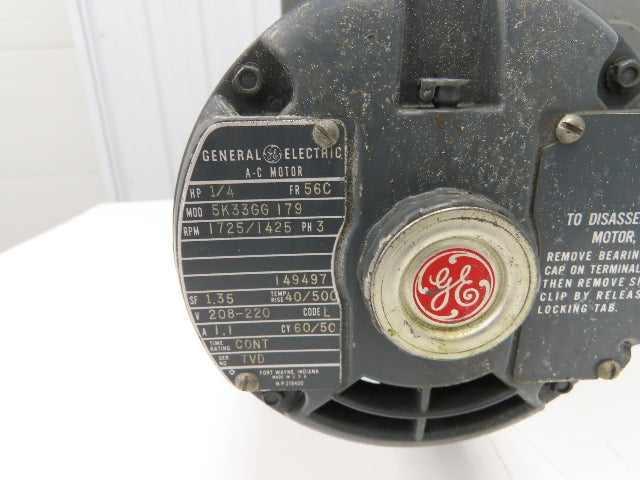 GENERAL GE ELECTRIC
A-C MOTOR
HP 1/4 FR 56C
MOD 5K33GG 179
RPM 1725/1425 PH 3
149497
SF 1.35 TEMP. RISE 40/50C
V 208-220 CODE L
A 1.1 CY 60/50
TIME RATING CONT
SER NO. TVD
FORT WAYNE, INDIANA
MADE IN U.S.A.
N.P. 219400
GE
TO DISASSE
MOTOR,
REMOVE BEARIN
CAP ON TERMINAL
THEN REMOVE SP
CLIP BY RELEAS
LOCKING TAB.